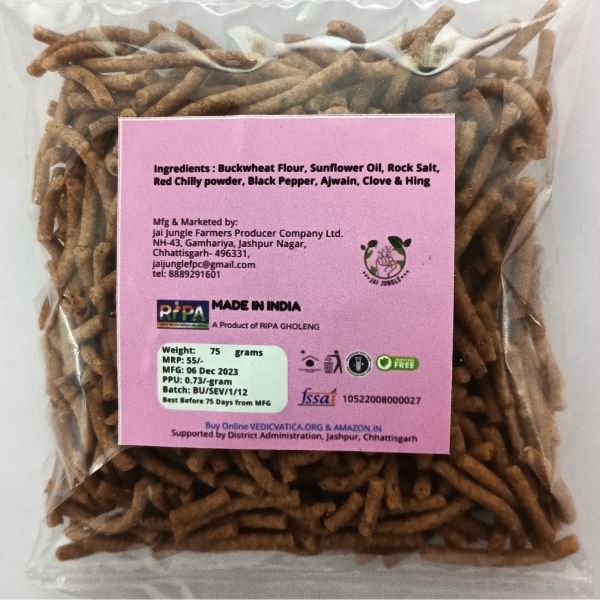 Ingredients : Buckwheat Flour, Sunflower Oil, Rock Salt,
Red Chilly powder, Black Pepper, Ajwain, Clove & Hing
Mfg & Marketed by:
Jai Jungle Farmers Producer Company Ltd.
NH-43, Gamhariya, Jashpur Nagar,
Chhattisgarh- 496331,
jaijunglefpc@gmail.com
tel: 8889291601
JAI JUNGLE
RIPA MADE IN INDIA
A Product of RIPA GHOLENG
Weight: 75 grams
MRP: 55/-
MFG: 06 Dec 2023
PPU: 0.73/-gram
Batch: BU/SEV/1/12
Best Before 75 Days from MFG
FREE
fssai 10522008000027
Buy Online VEDICVATICA.ORG & AMAZON.IN
Supported by District Administration, Jashpur, Chhattisgarh